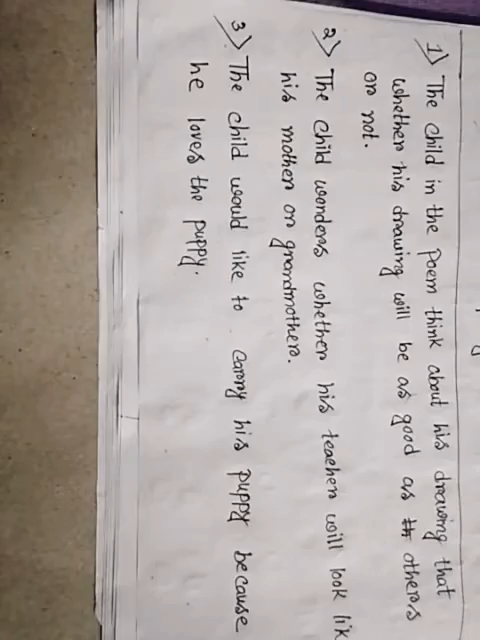 1) The child in the poem think about his drawing that
whether his drawing will be as good as others
or not.
2) The child wonders whether his teacher will look lik
his mother or grandmother.
3) The child would like to carry his puppy because
he loves the puppy.